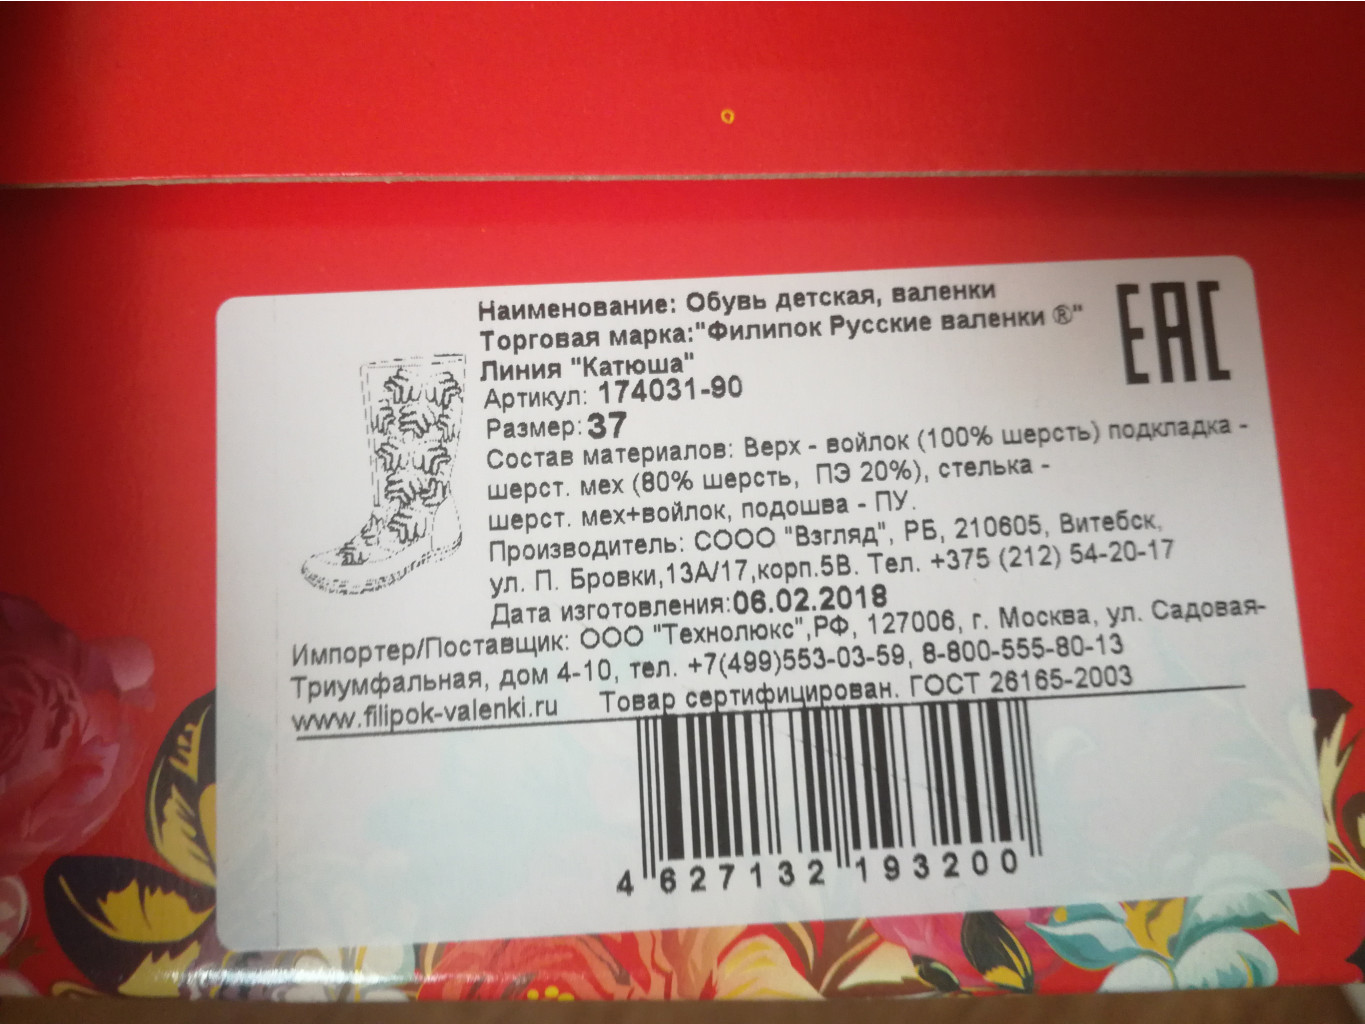 Наименование: Обувь детская, валенки
Торговая марка:"Филипок Русские валенки ®"
Линия "Катюша"
Артикул: 174031-90
Размер: 37
Состав материалов: Верх - войлок (100% шерсть) подкладка -
шерст. мех (80% шерсть, ПЭ 20%), стелька -
шерст. мех+войлок, подошва - ПУ.
Производитель: СООО "Взгляд", РБ, 210605, Витебск,
ул. П. Бровки,13А/17,корп.5В. Тел. +375 (212) 54-20-17
Дата изготовления:06.02.2018
Импортер/Поставщик: ООО "Технолюкс",РФ, 127006, г. Москва, ул. Садовая-
Триумфальная, дом 4-10, тел. +7(499)553-03-59, 8-800-555-80-13
www.filipok-valenki.ru Товар сертифицирован. ГОСТ 26165-2003
EAC
4 627132 193200